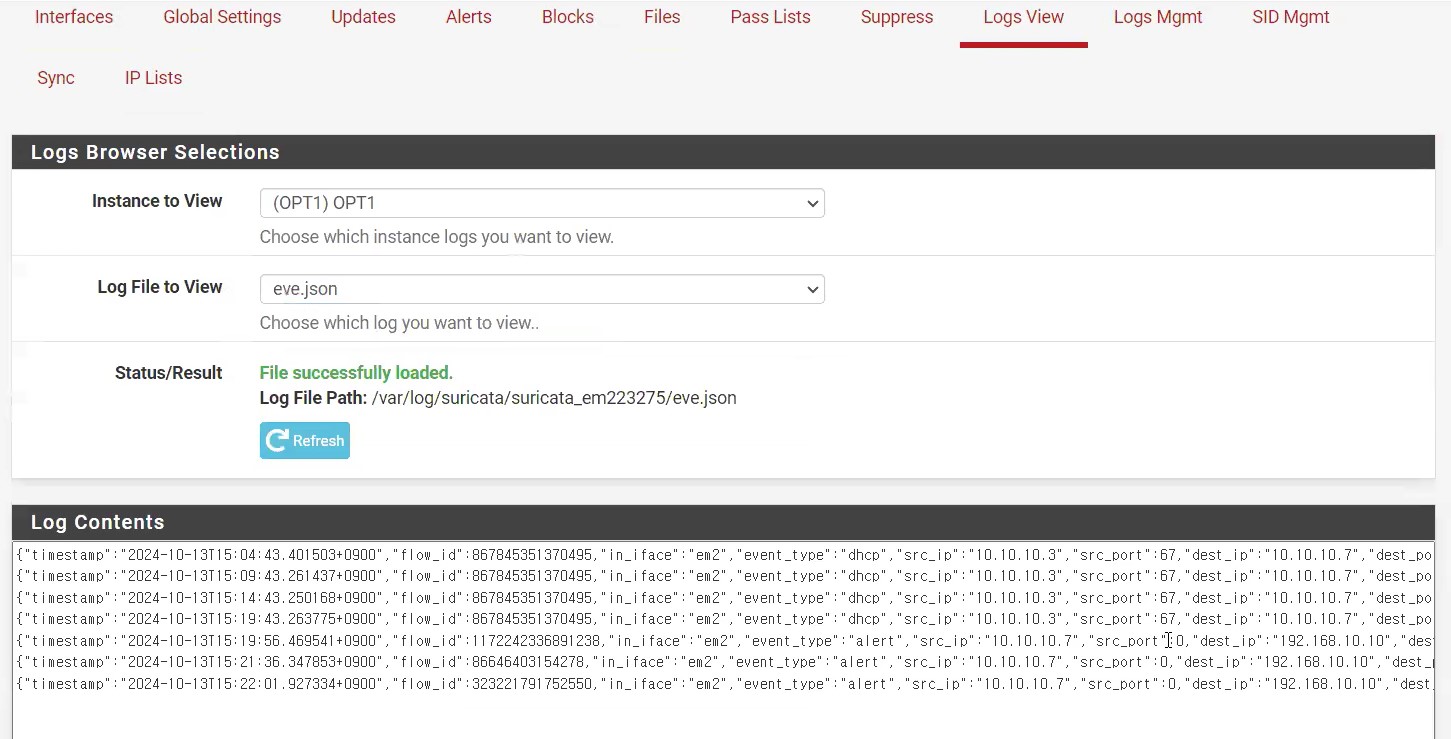 Interfaces Global Settings Updates Alerts Blocks Files Pass Lists Suppress Logs View Logs Mgmt SID Mgmt
Sync IP Lists
Logs Browser Selections
Instance to View (OPT1) OPT1
Choose which instance logs you want to view.
Log File to View eve.json
Choose which log you want to view..
Status/Result File successfully loaded.
Log File Path: /var/log/suricata/suricata_em223275/eve.json
Refresh
Log Contents
{"timestamp":"2024-10-13T15:04:43.401503+0900","flow_id":867845351370495,"in_iface":"em2","event_type":"dhcp","src_ip":"10.10.10.3","src_port":67,"dest_ip":"10.10.10.7","dest_po
{"timestamp":"2024-10-13T15:09:43.261437+0900","flow_id":867845351370495,"in_iface":"em2","event_type":"dhcp","src_ip":"10.10.10.3","src_port":67,"dest_ip":"10.10.10.7","dest_po
{"timestamp":"2024-10-13T15:14:43.250168+0900","flow_id":867845351370495,"in_iface":"em2","event_type":"dhcp","src_ip":"10.10.10.3","src_port":67,"dest_ip":"10.10.10.7","dest_po
{"timestamp":"2024-10-13T15:19:43.263775+0900","flow_id":867845351370495,"in_iface":"em2","event_type":"dhcp","src_ip":"10.10.10.3","src_port":67,"dest_ip":"10.10.10.7","dest_po
{"timestamp":"2024-10-13T15:19:56.469541+0900","flow_id":1172242336891238,"in_iface":"em2","event_type":"alert","src_ip":"10.10.10.7","src_port":0,"dest_ip":"192.168.10.10","des
{"timestamp":"2024-10-13T15:21:36.347853+0900","flow_id":86646403154278,"in_iface":"em2","event_type":"alert","src_ip":"10.10.10.7","src_port":0,"dest_ip":"192.168.10.10","dest_
{"timestamp":"2024-10-13T15:22:01.927334+0900","flow_id":323221791752550,"in_iface":"em2","event_type":"alert","src_ip":"10.10.10.7","src_port":0,"dest_ip":"192.168.10.10","dest